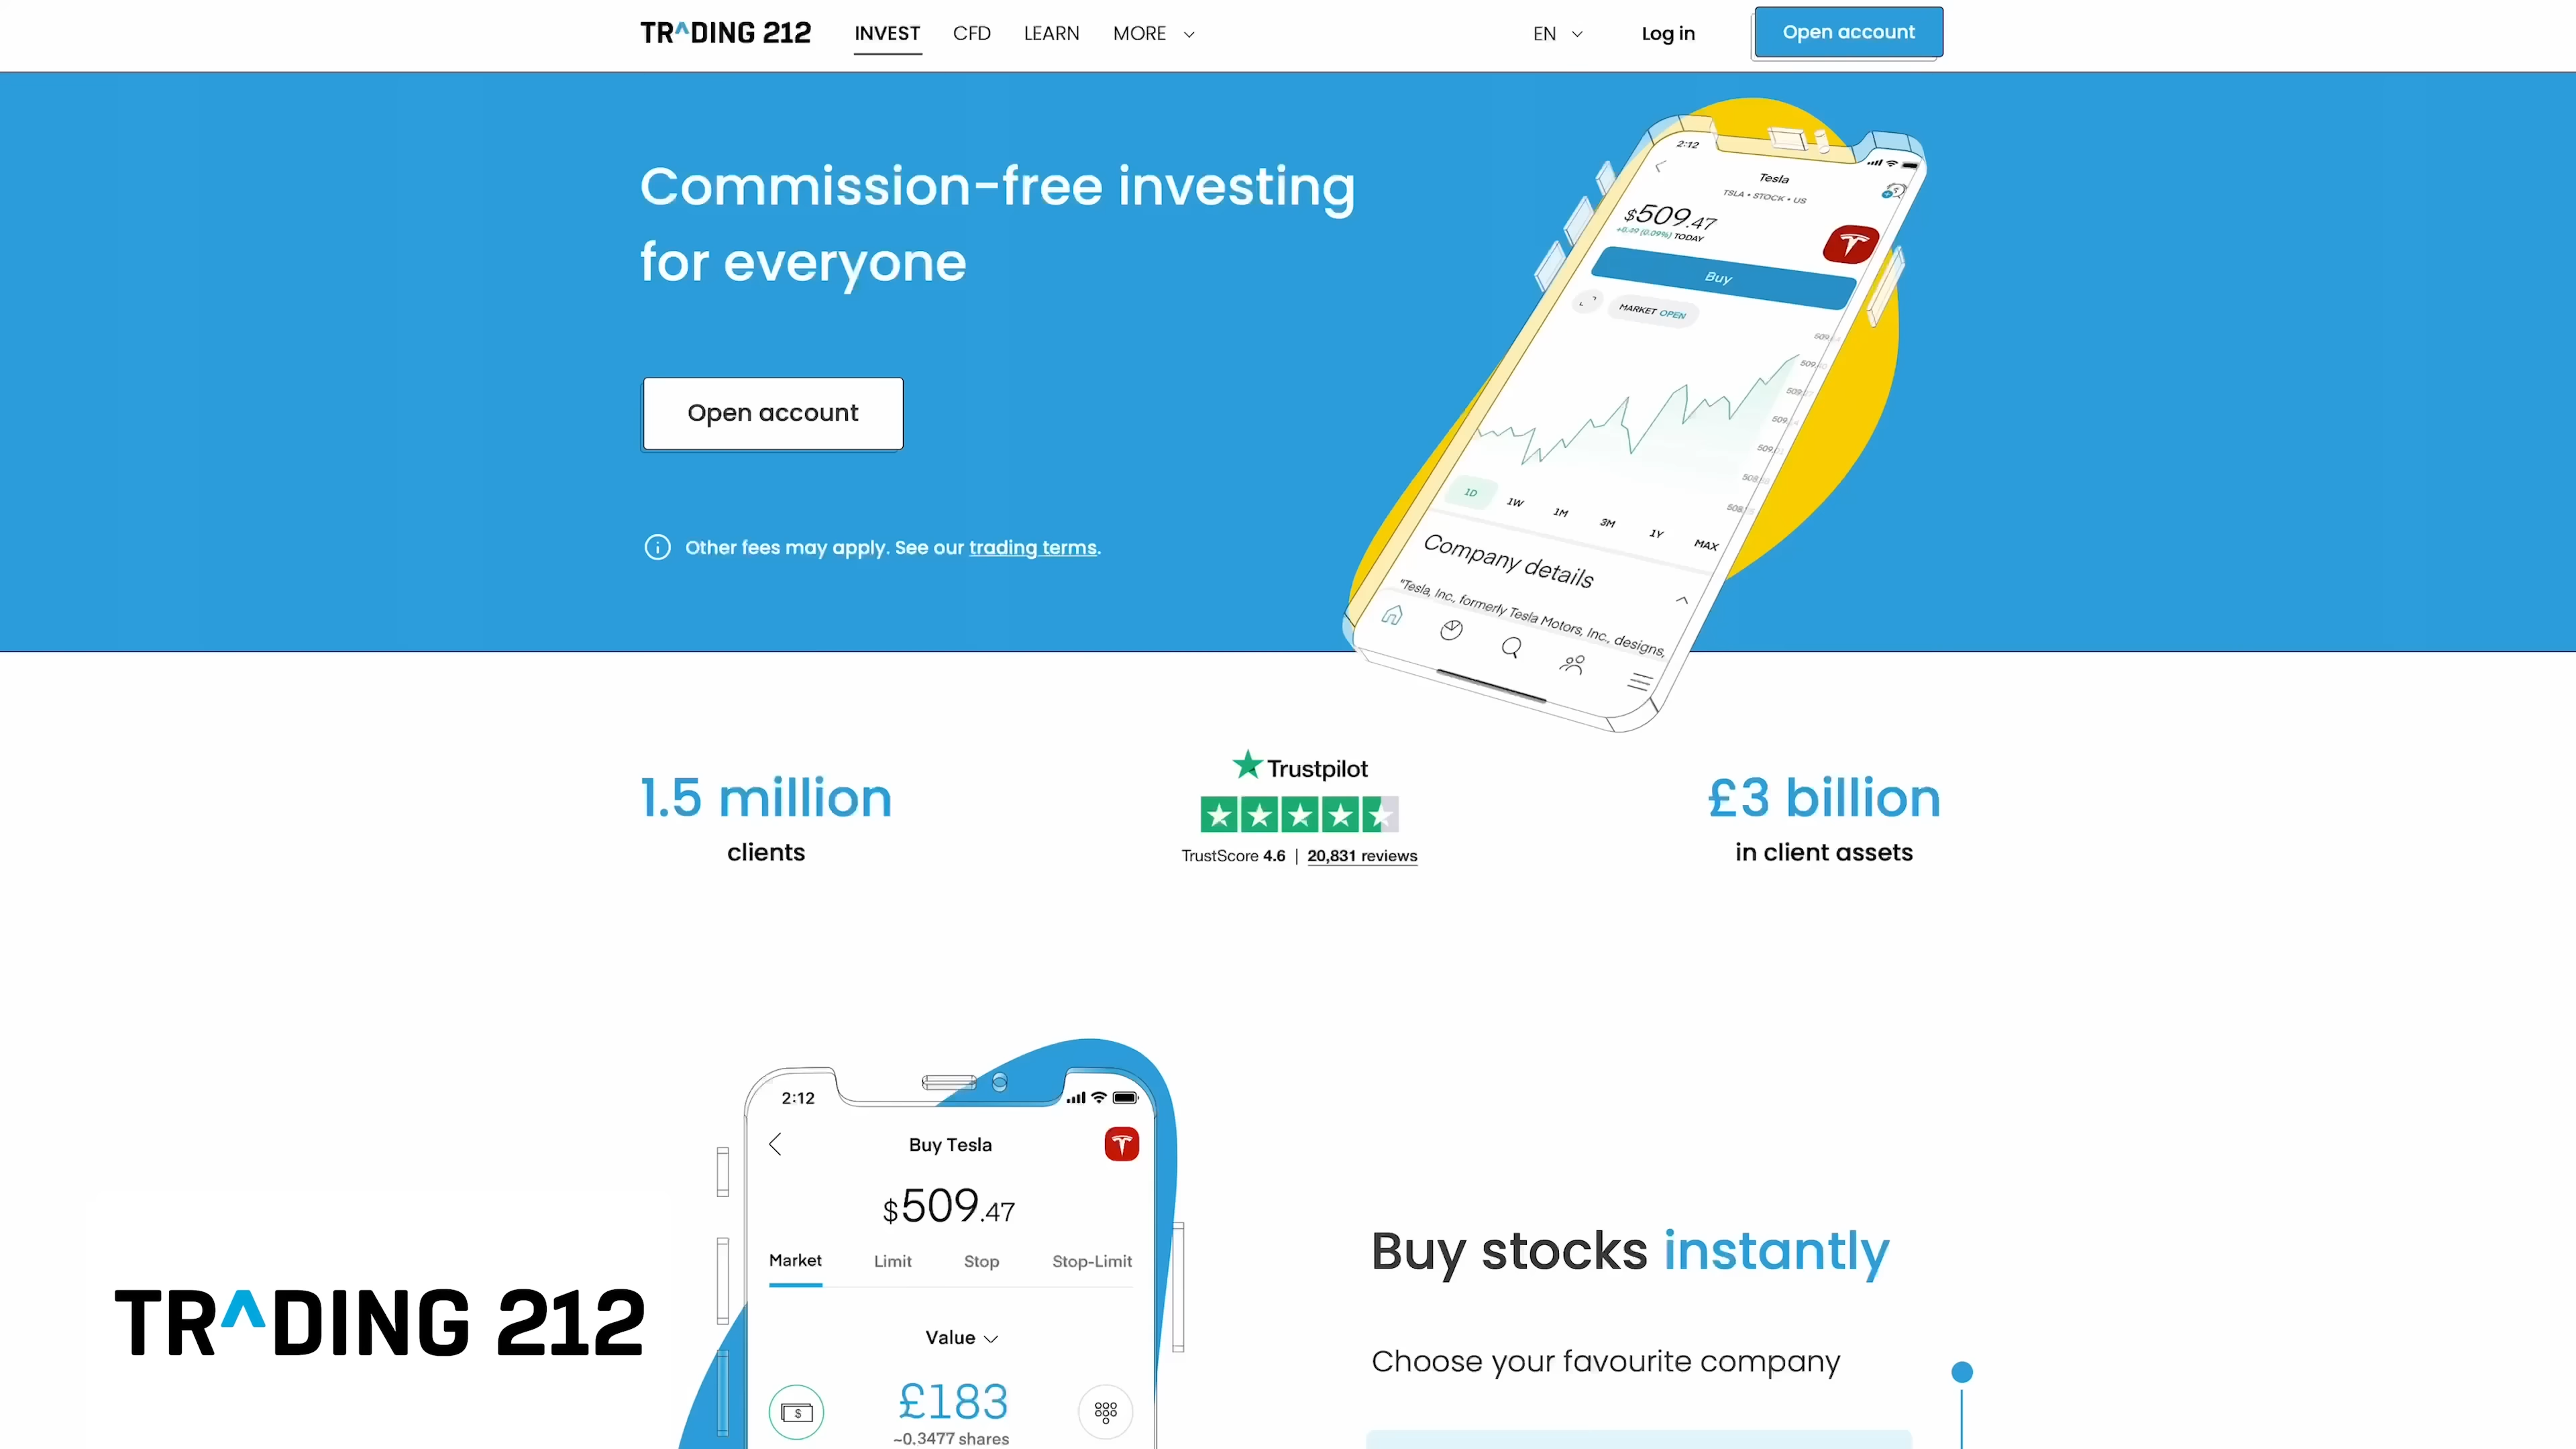 TR^DING 212 INVEST CFD LEARN MORE EN Log in Open account
Commission-free investing
for everyone
Open account
Other fees may apply. See our trading terms.
2:12
Tesla
TSLA • STOCK • US
$509.47
+0.49 (0.09%) TODAY
Buy
MARKET OPEN
1D 1W 1M 3M 1Y MAX
Company details
"Tesla, Inc., formerly Tesla Motors, Inc., designs,
1.5 million
clients
Trustpilot
TrustScore 4.6 | 20,831 reviews
£3 billion
in client assets
2:12
Buy Tesla
$509.47
Market Limit Stop Stop-Limit
Value
£183
~0.3477 shares
Buy stocks instantly
Choose your favourite company
TR^DING 212